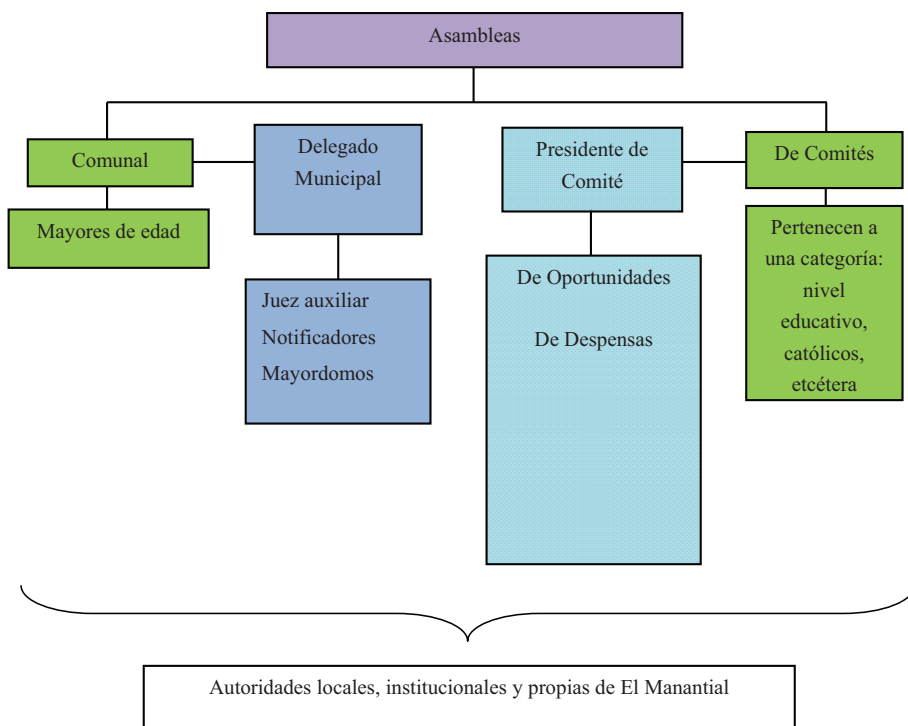 Asambleas
Comunal
Delegado
Municipal
Presidente de
Comité
De Comités
Mayores de edad
Juez auxiliar
Notificadores
Mayordomos
De Oportunidades
De Despensas
Pertenecen a
una categoría:
nivel
educativo,
católicos,
etcétera
Autoridades locales, institucionales y propias de El Manantial